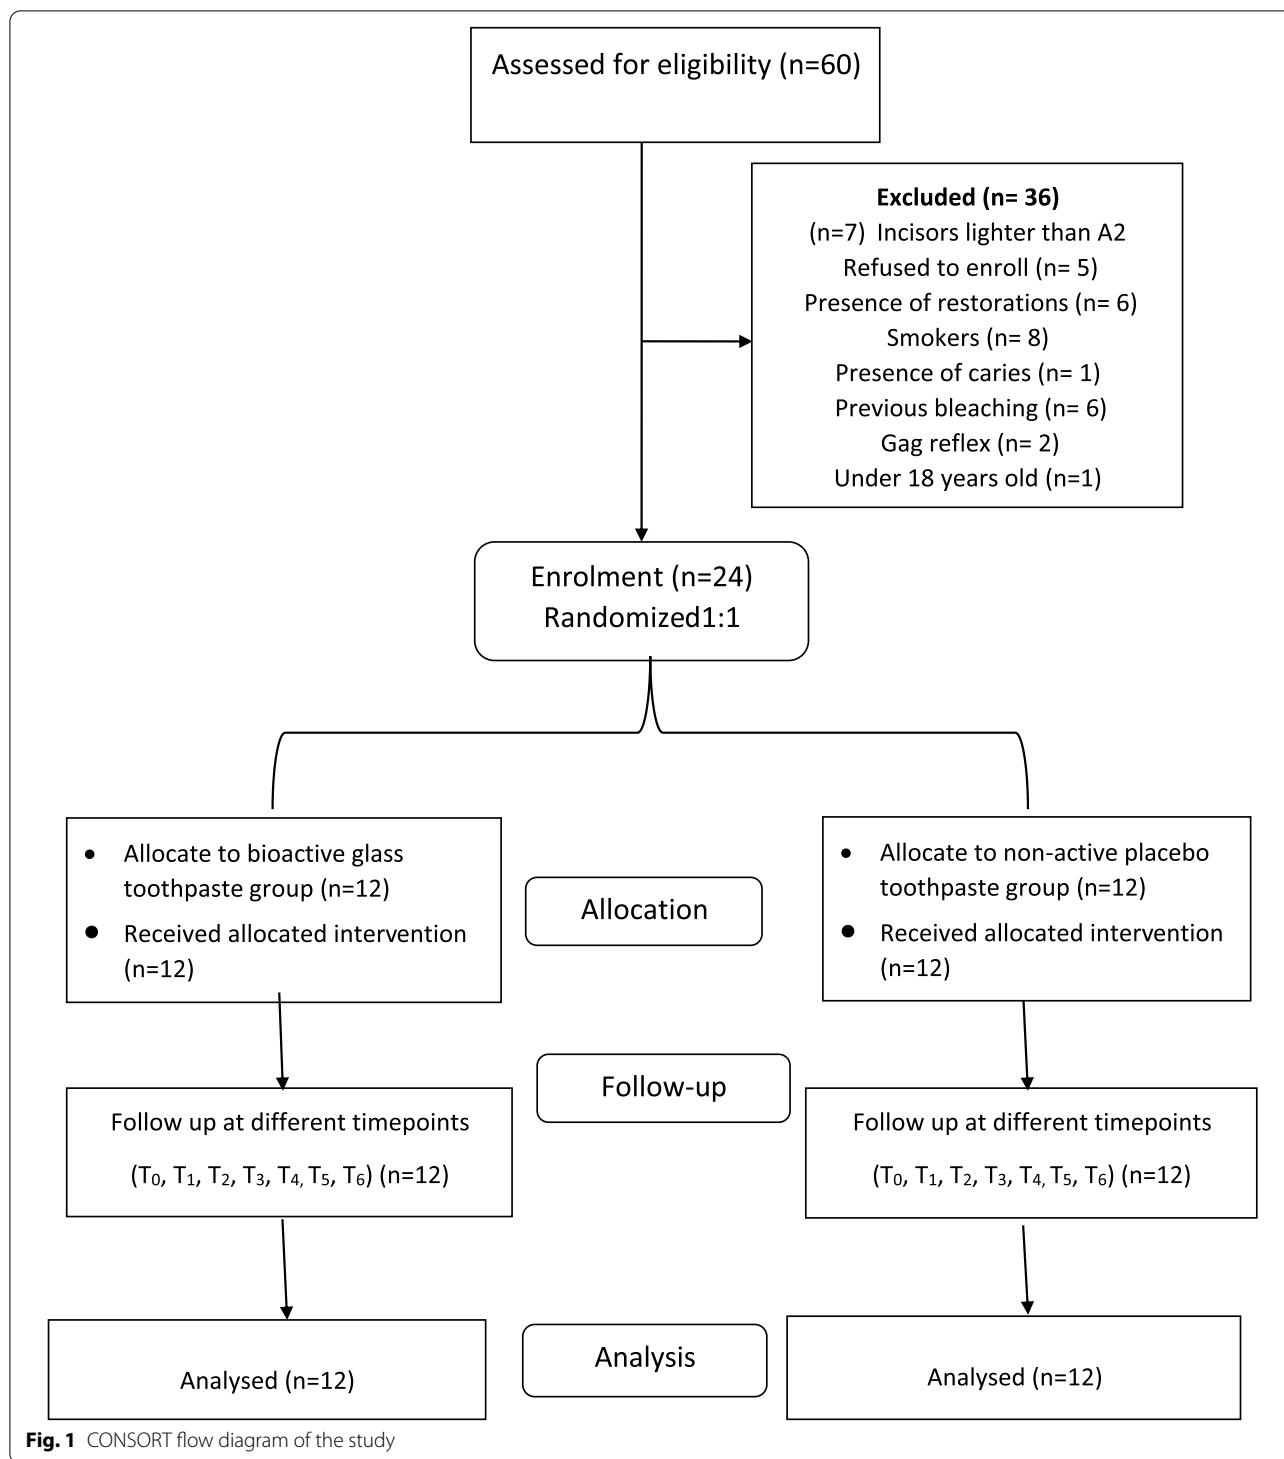 Assessed for eligibility (n=60)
Excluded (n= 36)
(n=7) Incisors lighter than A2
Refused to enroll (n= 5)
Presence of restorations (n= 6)
Smokers (n= 8)
Presence of caries (n= 1)
Previous bleaching (n= 6)
Gag reflex (n= 2)
Under 18 years old (n=1)
Enrolment (n=24)
Randomized1:1
• Allocate to bioactive glass
toothpaste group (n=12)
• Received allocated intervention
(n=12)
Allocation
• Allocate to non-active placebo
toothpaste group (n=12)
• Received allocated intervention
(n=12)
Follow-up
Follow up at different timepoints
(T₀, T₁, T₂, T₃, T₄, T₅, T₆) (n=12)
Follow up at different timepoints
(T₀, T₁, T₂, T₃, T₄, T₅, T₆) (n=12)
Analysed (n=12)
Analysis
Analysed (n=12)
Fig. 1 CONSORT flow diagram of the study